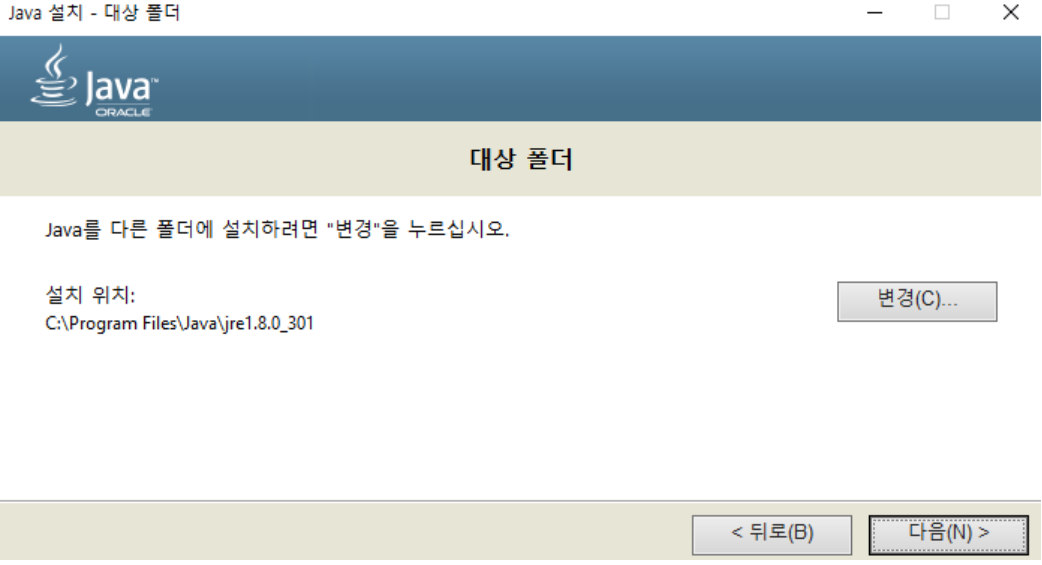 Java 설치 - 대상 폴더
Java™
ORACLE
대상 폴더
Java를 다른 폴더에 설치하려면 "변경"을 누르십시오.
설치 위치:
변경(C)...
C:\Program Files\Java\jre1.8.0_301
< 뒤로(B)
다음(N) >